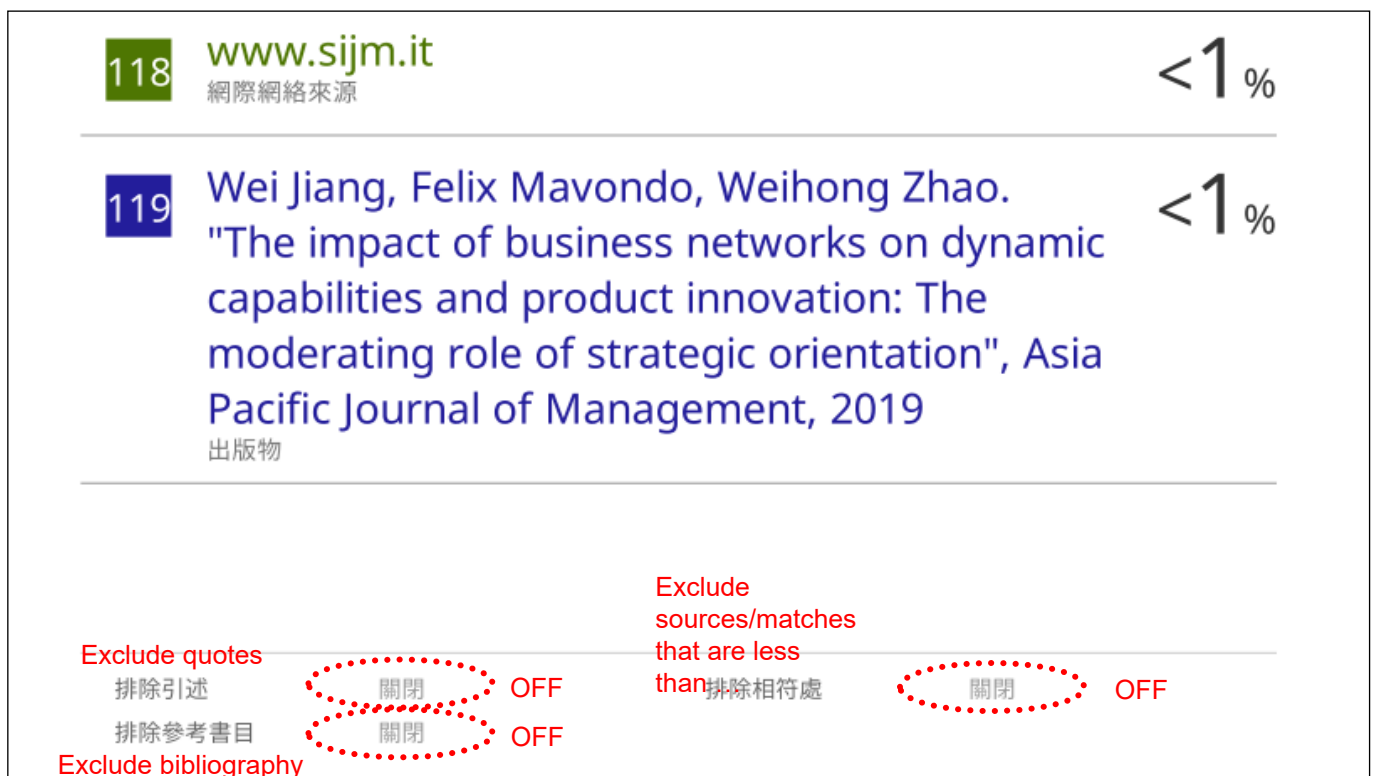 118 www.sijm.it <1%
網際網絡來源
119 Wei Jiang, Felix Mavondo, Weihong Zhao. <1%
"The impact of business networks on dynamic
capabilities and product innovation: The
moderating role of strategic orientation", Asia
Pacific Journal of Management, 2019
出版物
Exclude
sources/matches
that are less
than ...
Exclude quotes
排除引述 關閉 OFF
排除相符處 關閉 OFF
排除參考書目 關閉 OFF
Exclude bibliography